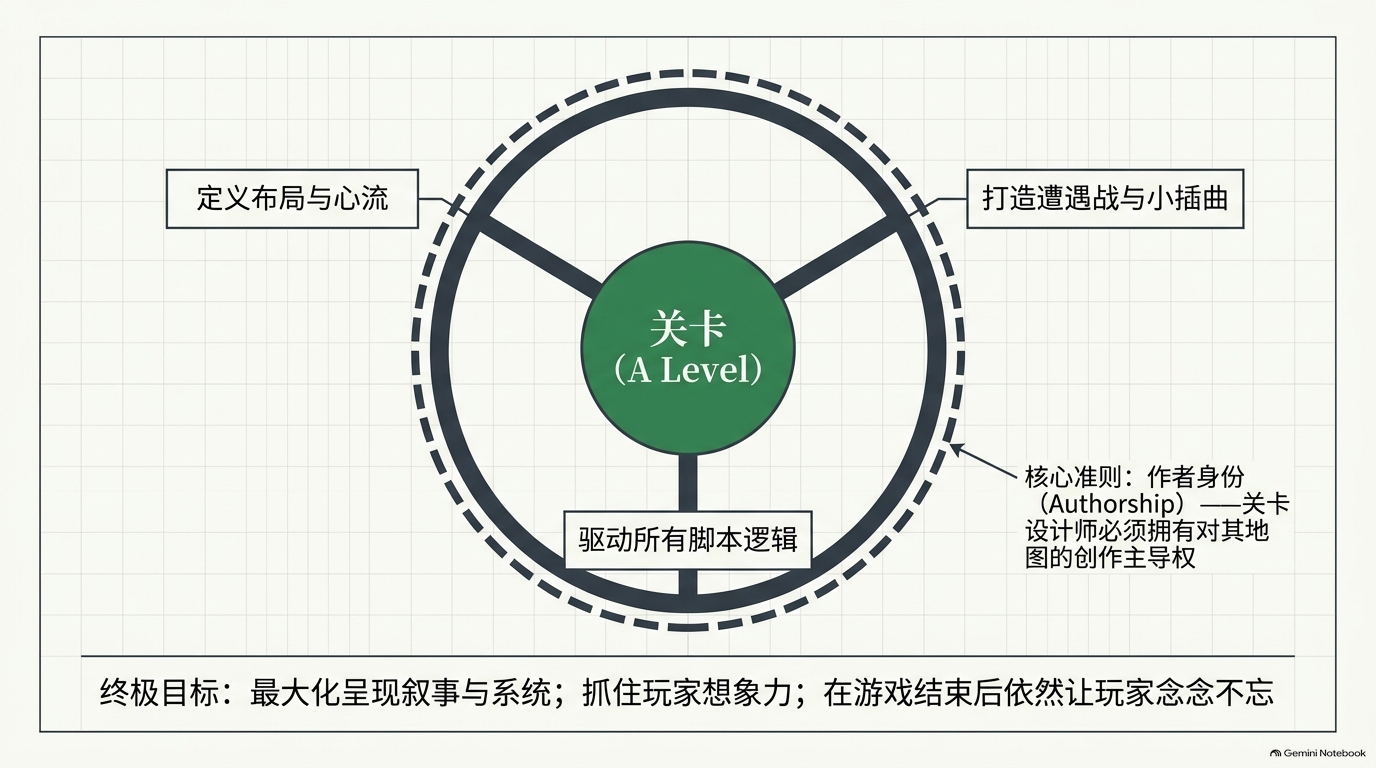 定义布局与心流
打造遭遇战与小插曲
关卡
（A Level）
驱动所有脚本逻辑
核心准则：作者身份
（Authorship）——关卡
设计师必须拥有对其地
图的创作主导权
终极目标：最大化呈现叙事与系统；抓住玩家想象力；在游戏结束后依然让玩家念念不忘
Gemini Notebook